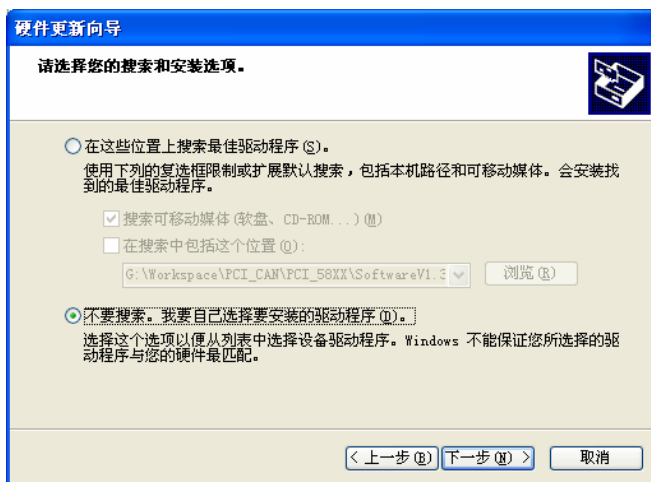 硬件更新向导
请选择您的搜索和安装选项。
在这些位置上搜索最佳驱动程序(S)。
使用下列的复选框限制或扩展默认搜索，包括本机路径和可移动媒体。会安装找
到的最佳驱动程序。
搜索可移动媒体(软盘、CD-ROM...)(M)
在搜索中包括这个位置(O):
G:\Workspace\PCI_CAN\PCI_58XX\SoftwareV1.3
浏览(R)
不要搜索。我要自己选择要安装的驱动程序(D)。
选择这个选项以便从列表中选择设备驱动程序。Windows 不能保证您所选择的驱
动程序与您的硬件最匹配。
< 上一步(B) 下一步(N) > 取消